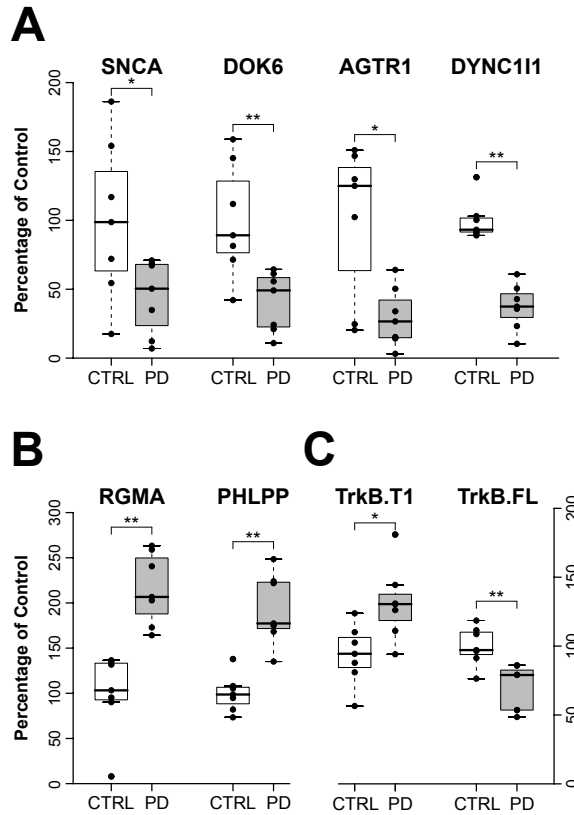 A
SNCA DOK6 AGTR1 DYNC1I1
* ** * **
Percentage of Control
200
150
100
50
0
CTRL PD CTRL PD CTRL PD CTRL PD
B C
RGMA PHLPP TrkB.T1 TrkB.FL
** ** * **
Percentage of Control
300
250
200
150
100
50
0
200
150
100
50
0
CTRL PD CTRL PD CTRL PD CTRL PD